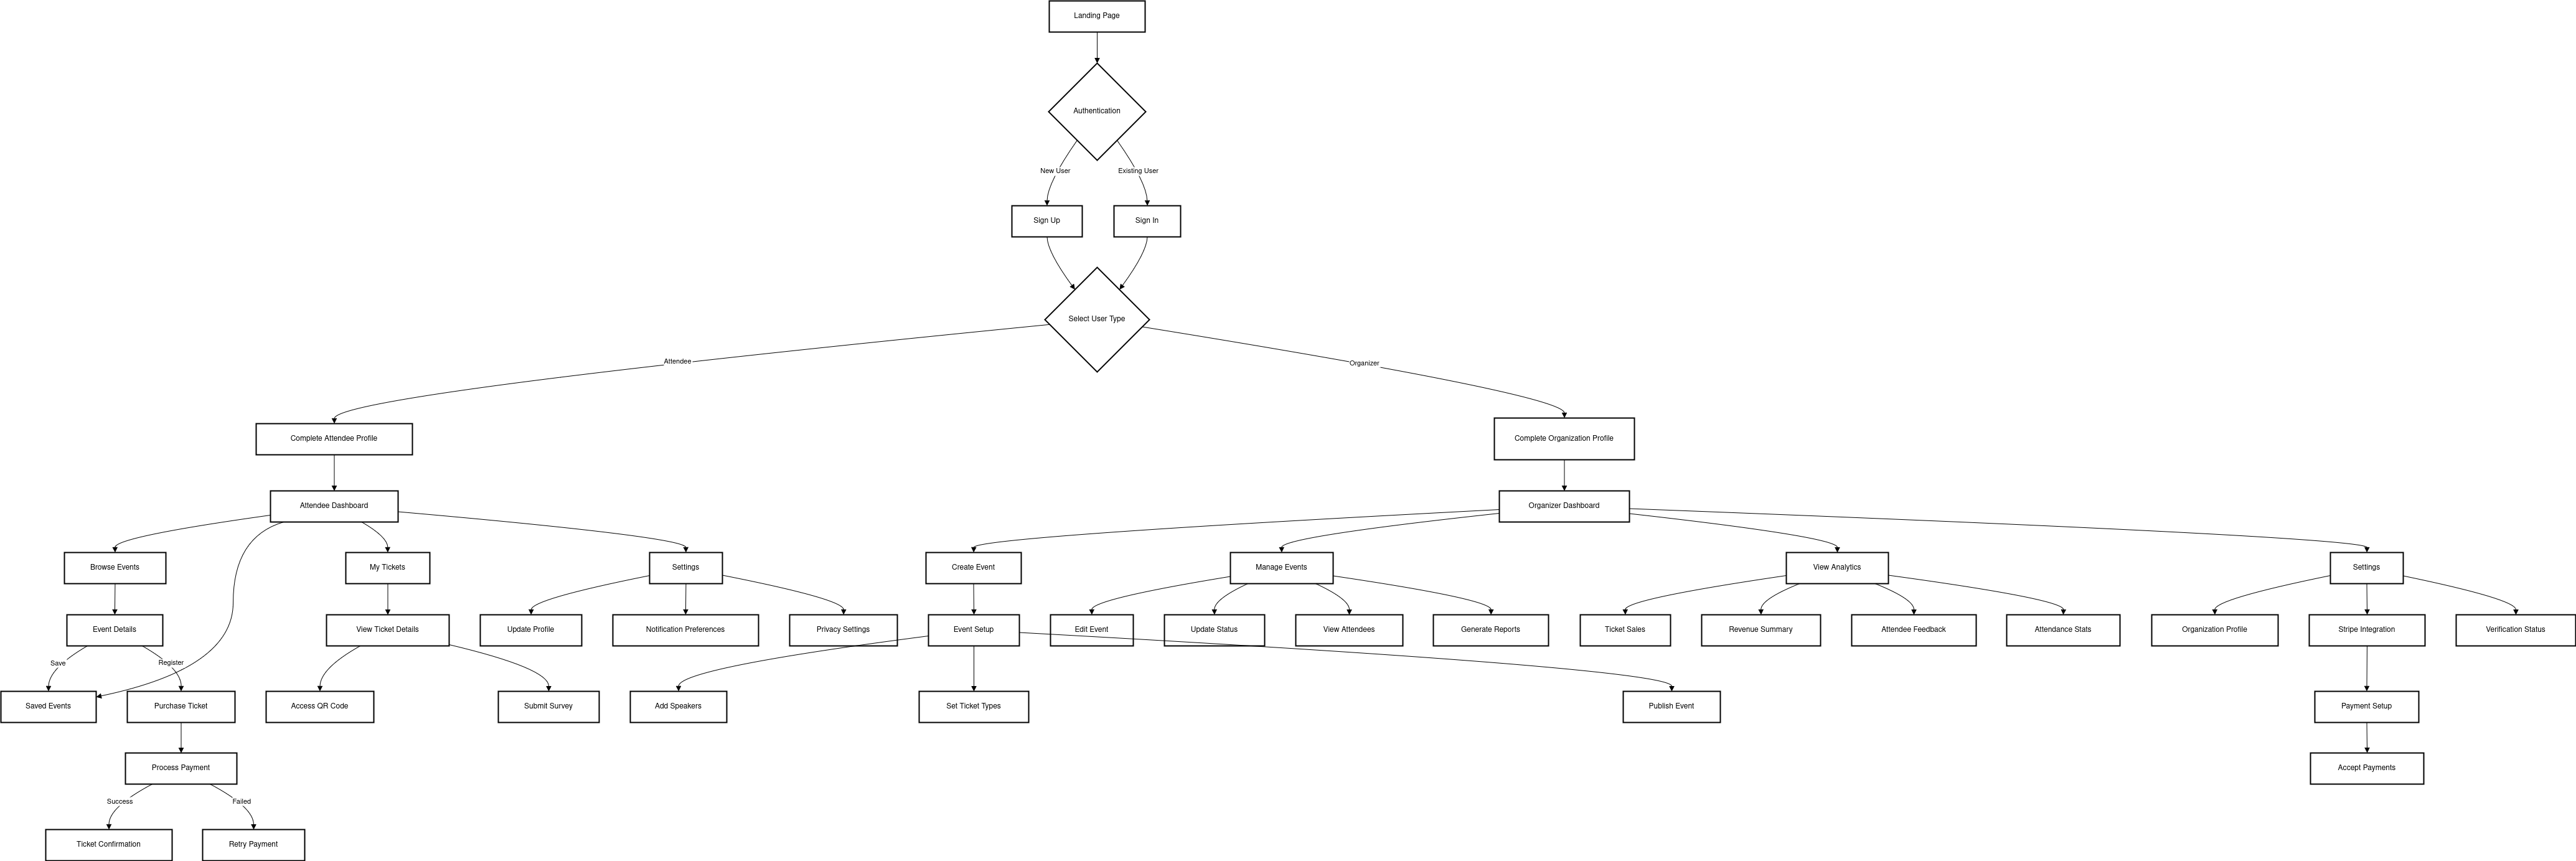 Landing Page
Authentication
New User
Existing User
Sign Up
Sign In
Select User Type
Attendee
Organizer
Complete Attendee Profile
Complete Organization Profile
Attendee Dashboard
Organizer Dashboard
Browse Events
My Tickets
Settings
Create Event
Manage Events
View Analytics
Settings
Event Details
View Ticket Details
Update Profile
Notification Preferences
Privacy Settings
Event Setup
Edit Event
Update Status
View Attendees
Generate Reports
Ticket Sales
Revenue Summary
Attendee Feedback
Attendance Stats
Organization Profile
Stripe Integration
Verification Status
Save
Register
Saved Events
Purchase Ticket
Access QR Code
Submit Survey
Add Speakers
Set Ticket Types
Publish Event
Payment Setup
Process Payment
Accept Payments
Success
Failed
Ticket Confirmation
Retry Payment